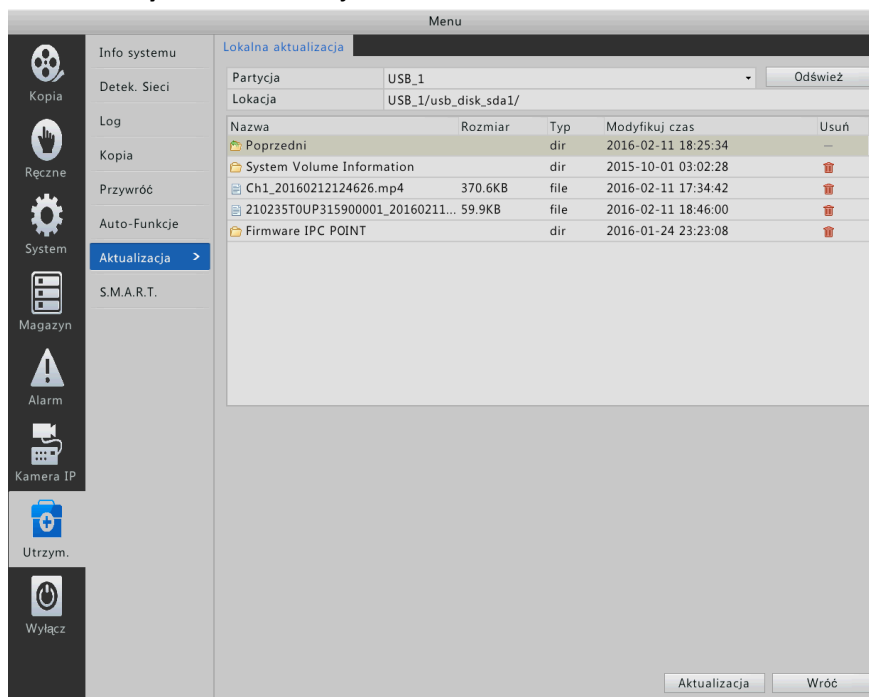 Menu
Kopia
Ręczne
System
Magazyn
Alarm
Kamera IP
Utrzym.
Wyłącz
Info systemu
Detek. Sieci
Log
Kopia
Przywróć
Auto-Funkcje
Aktualizacja >
S.M.A.R.T.
Lokalna aktualizacja
Partycja USB_1 Odśwież
Lokacja USB_1/usb_disk_sda1/
Nazwa Rozmiar Typ Modyfikuj czas Usuń
Poprzedni dir 2016-02-11 18:25:34 —
System Volume Information dir 2015-10-01 03:02:28
Ch1_20160212124626.mp4 370.6KB file 2016-02-11 17:34:42
210235T0UP315900001_20160211... 59.9KB file 2016-02-11 18:46:00
Firmware IPC POINT dir 2016-01-24 23:23:08
Aktualizacja Wróć